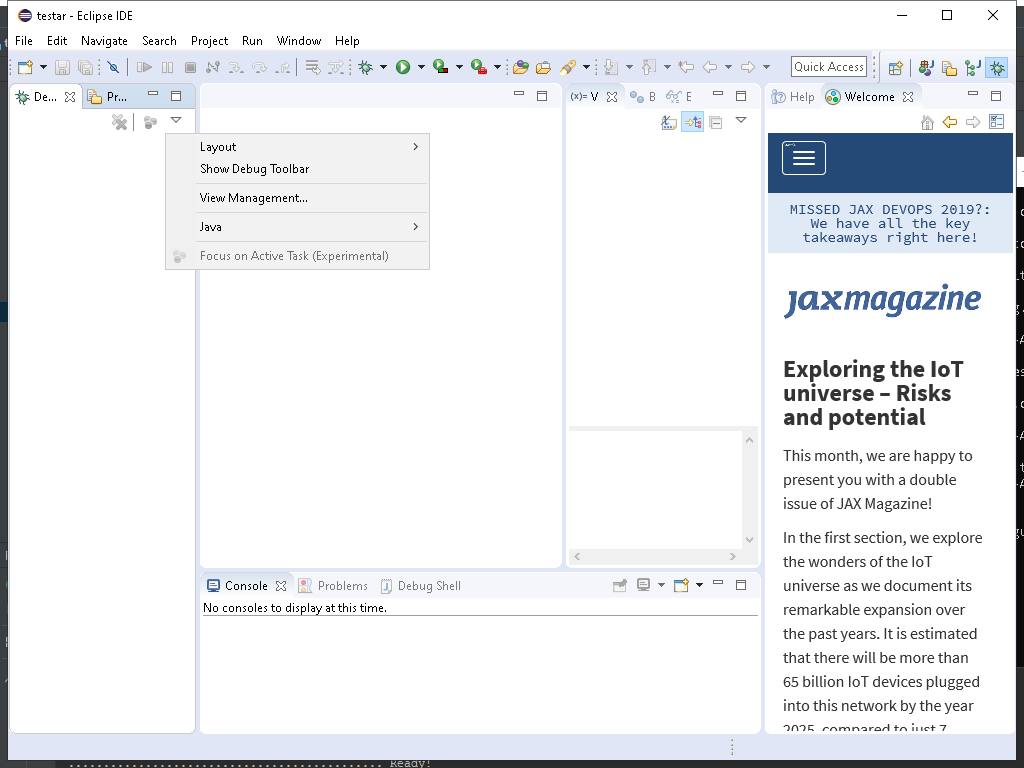 testar - Eclipse IDE
File Edit Navigate Search Project Run Window Help
Quick Access
De...
Pr...
(x)= V
B
E
Help
Welcome
Layout
Show Debug Toolbar
View Management...
Java
Focus on Active Task (Experimental)
MISSED JAX DEVOPS 2019?:
We have all the key
takeaways right here!
jaxmagazine
Exploring the IoT
universe – Risks
and potential
This month, we are happy to
present you with a double
issue of JAX Magazine!
In the first section, we explore
the wonders of the IoT
universe as we document its
remarkable expansion over
the past years. It is estimated
that there will be more than
65 billion IoT devices plugged
into this network by the year
2025, compared to just 7
Console
Problems
Debug Shell
No consoles to display at this time.
Ready!